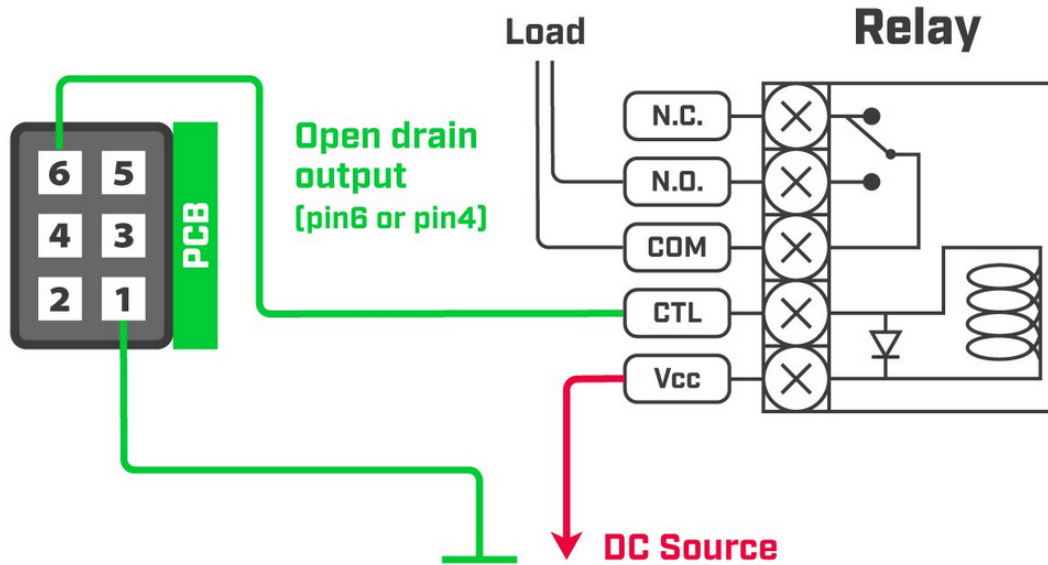 Load
Relay
N.C.
N.O.
COM
CTL
Vcc
Open drain
output
(pin6 or pin4)
6 5
4 3
2 1
PCB
DC Source